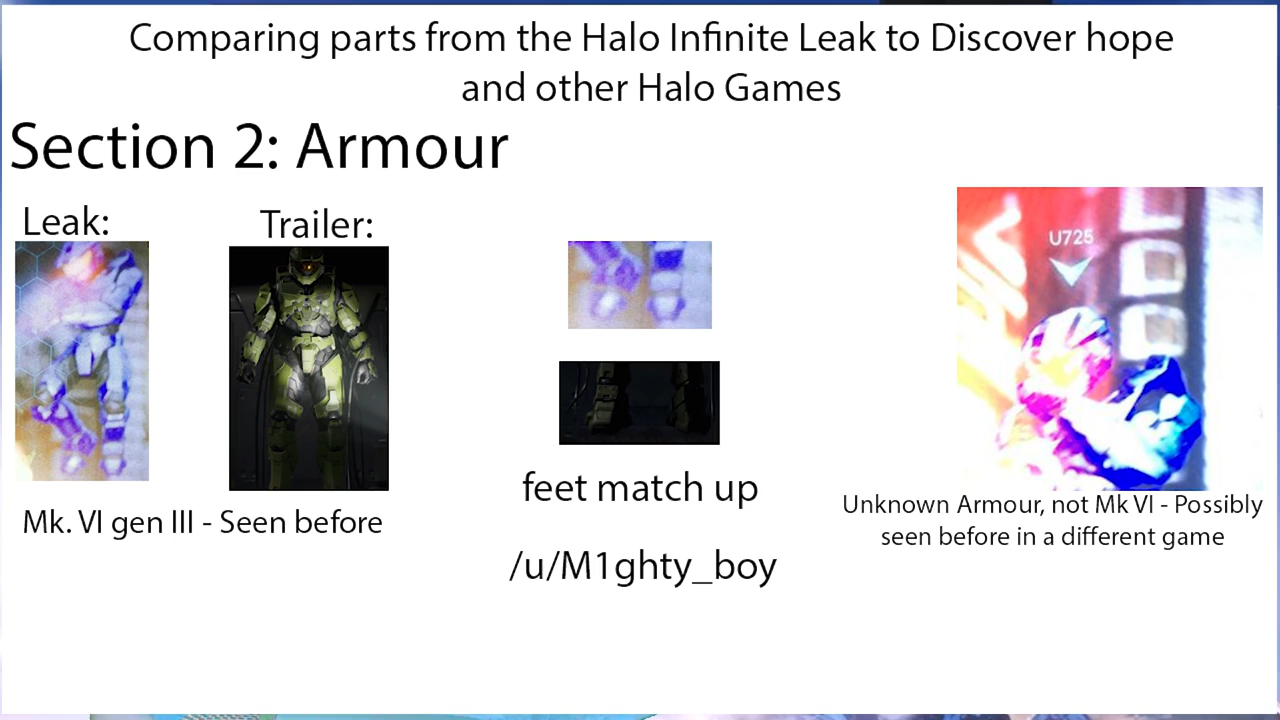 Comparing parts from the Halo Infinite Leak to Discover hope
and other Halo Games
Section 2: Armour
Leak:
Trailer:
U725
feet match up
Mk. VI gen III - Seen before
Unknown Armour, not Mk VI - Possibly
seen before in a different game
/u/M1ghty_boy